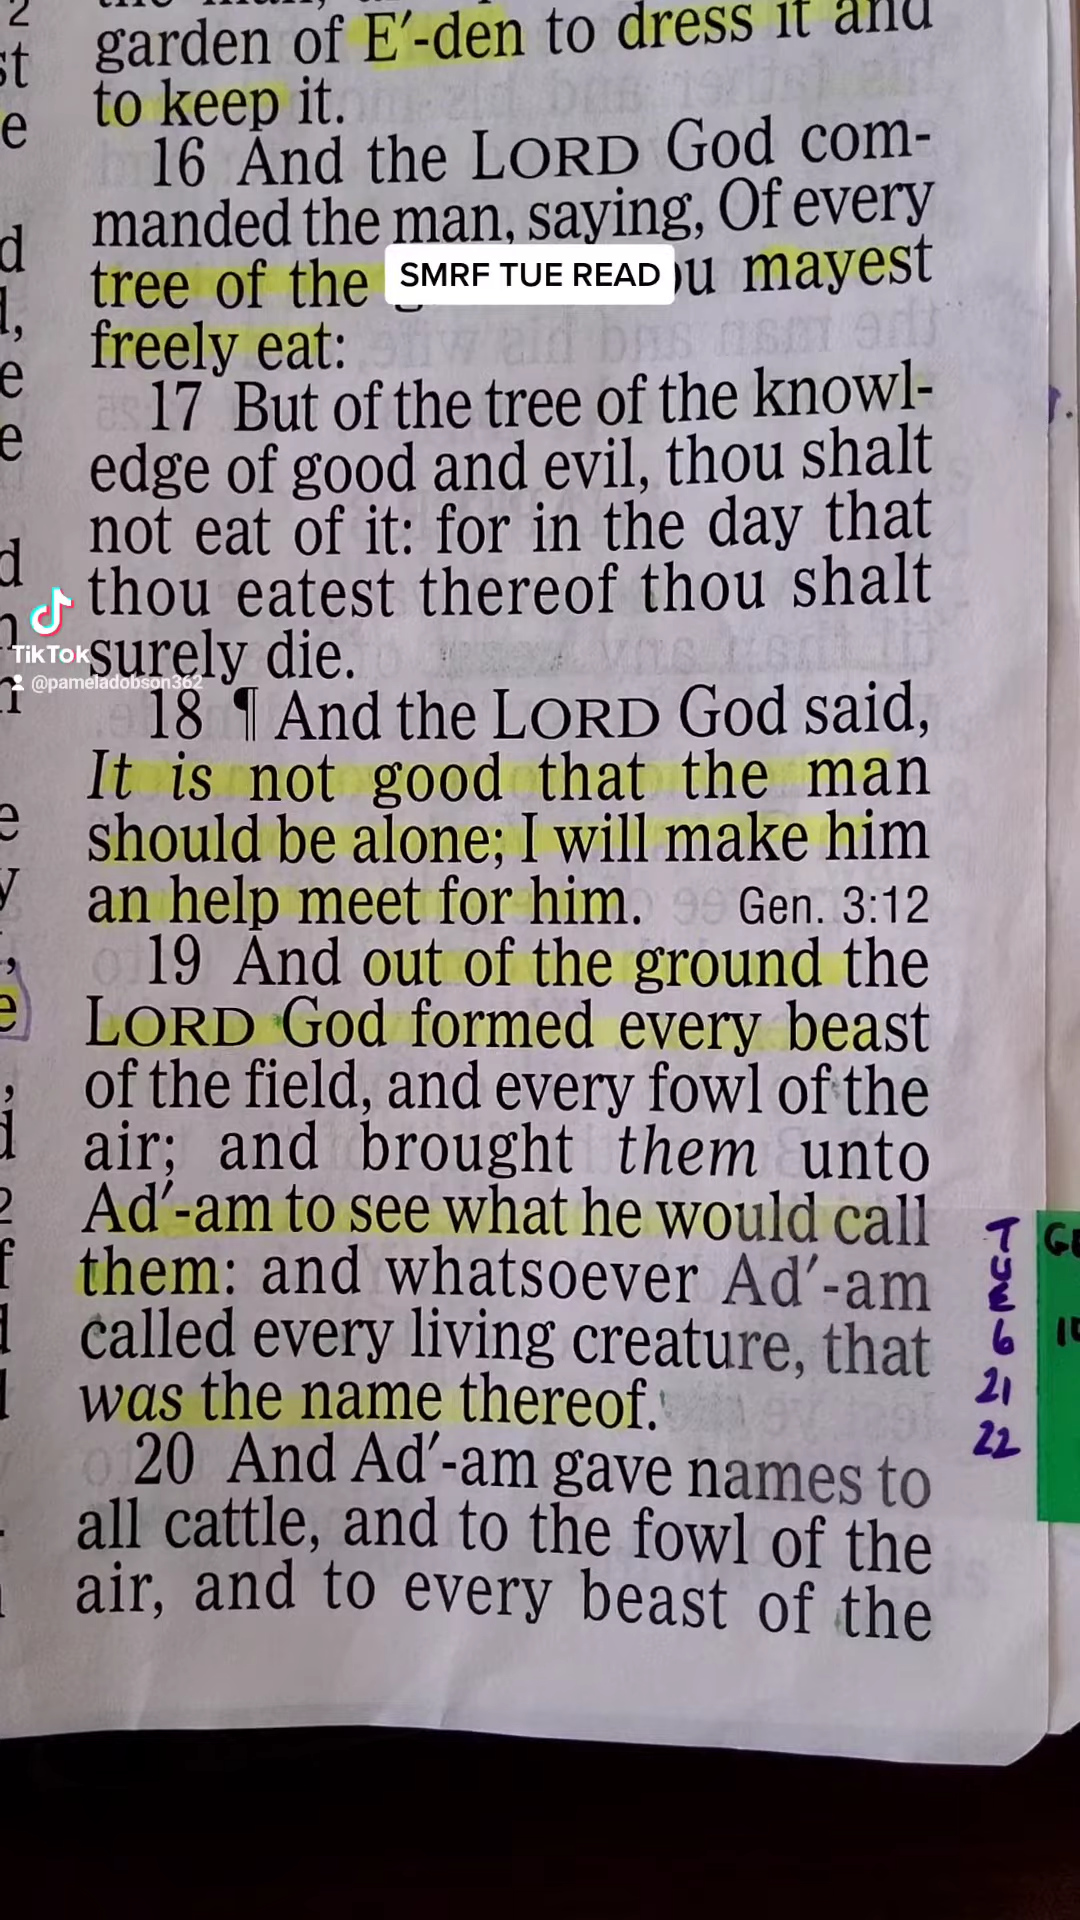 garden of E′-den to dress it and
to keep it.
16 And the LORD God com-
manded the man, saying, Of every
tree of the
mayest
SMRF TUE READ
freely eat:
17 But of the tree of the knowl-
edge of good and evil, thou shalt
not eat of it: for in the day that
thou eatest thereof thou shalt
surely die.
TikTok
@pameladobson362
18 ¶ And the LORD God said,
It is not good that the man
should be alone; I will make him
an help meet for him. Gen. 3:12
19 And out of the ground the
LORD God formed every beast
of the field, and every fowl of the
air; and brought them unto
Ad′-am to see what he would call
them: and whatsoever Ad′-am
called every living creature, that
was the name thereof.
20 And Ad′-am gave names to
all cattle, and to the fowl of the
air, and to every beast of the
T
U
E
6
21
22